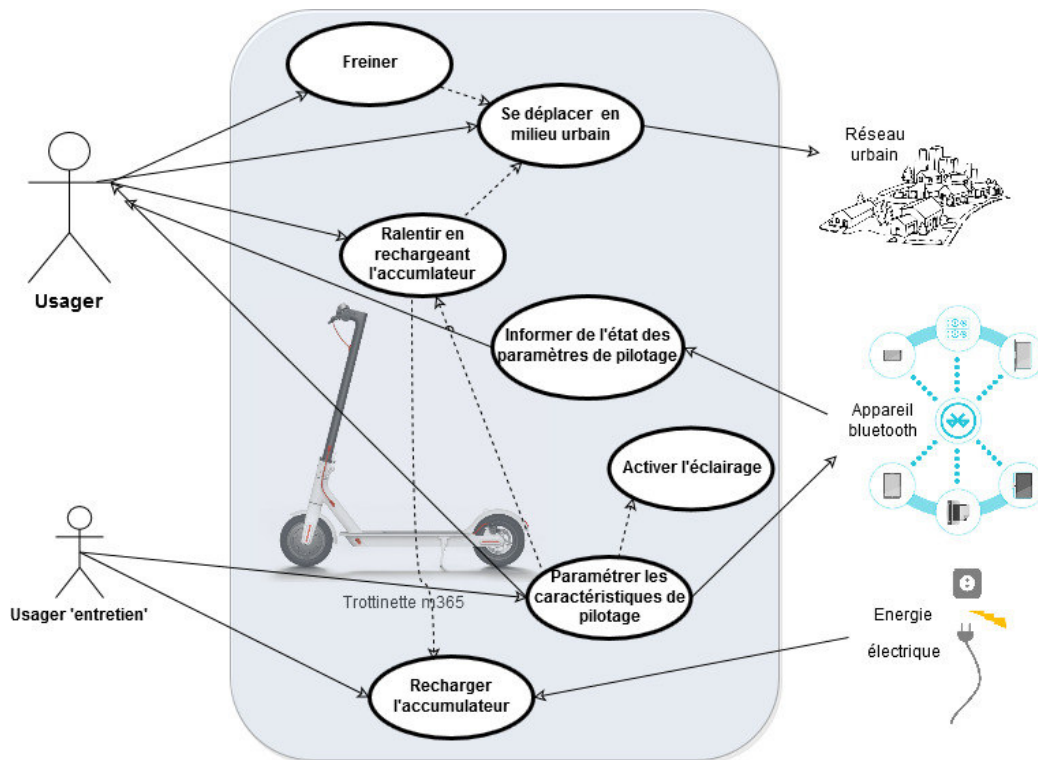 Freiner
Se déplacer en
milieu urbain
Réseau
urbain
Ralentir en
rechargeant
l'accumlateur
Usager
Informer de l'état des
paramètres de pilotage
Appareil
bluetooth
Activer l'éclairage
Paramétrer les
caractéristiques de
pilotage
Usager 'entretien'
Trottinette m365
Energie
électrique
Recharger
l'accumulateur